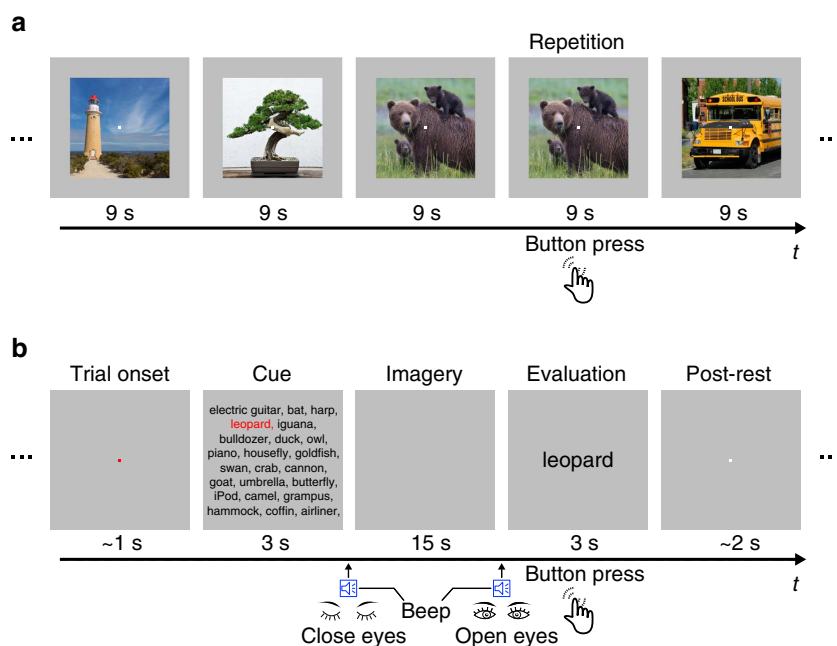 a
Repetition
SCHOOL BUS
9 s 9 s 9 s 9 s 9 s
Button press
t
b
Trial onset Cue Imagery Evaluation Post-rest
electric guitar, bat, harp,
leopard, iguana,
bulldozer, duck, owl,
piano, housefly, goldfish,
swan, crab, cannon,
goat, umbrella, butterfly,
iPod, camel, grampus,
hammock, coffin, airliner,
leopard
~1 s 3 s 15 s 3 s ~2 s
Button press
t
Beep
Close eyes Open eyes